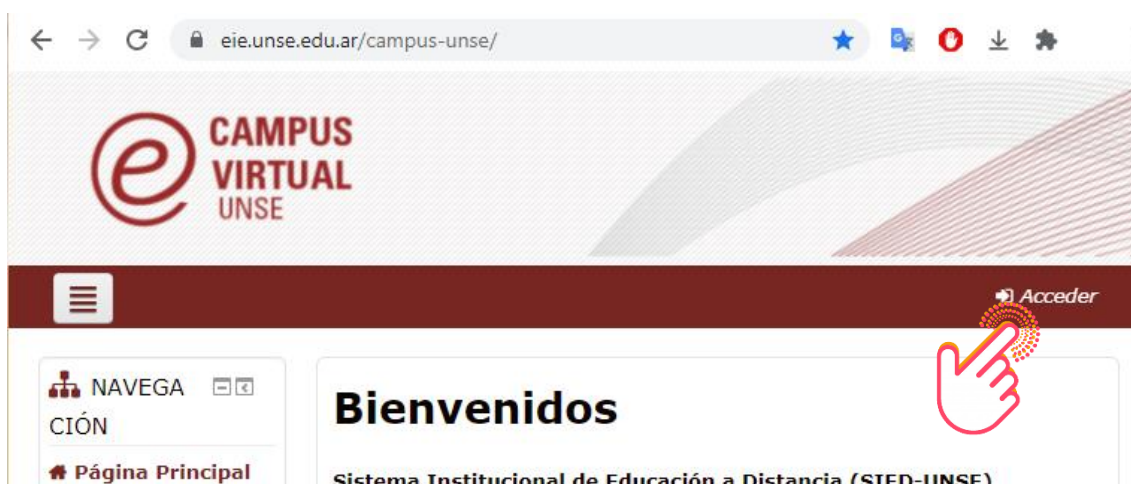 eie.unse.edu.ar/campus-unse/
CAMPUS
VIRTUAL
UNSE
Acceder
NAVEGA
CIÓN
Página Principal
Bienvenidos
Sistema Institucional de Educación a Distancia (SIED-UNSE)